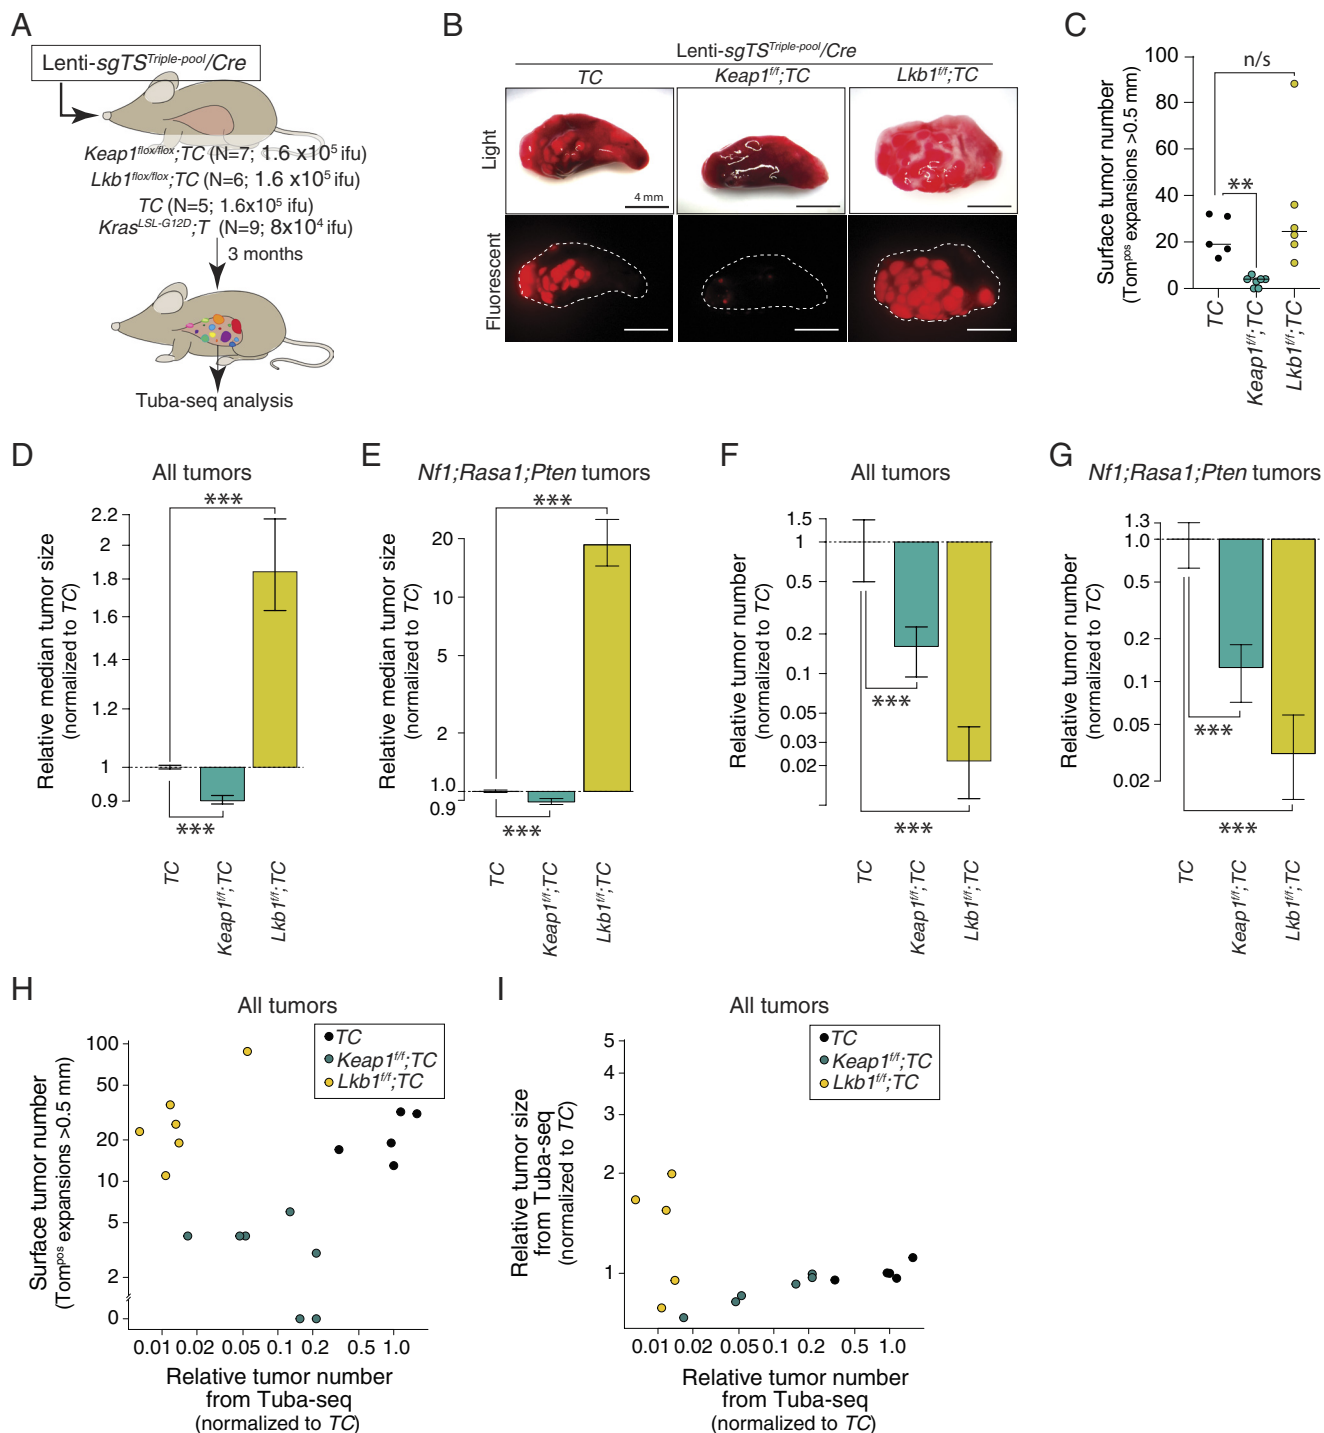 A
Lenti-sgTS^Triple-pool/Cre
Keap1^flox/flox;TC (N=7; 1.6 x10^5 ifu)
Lkb1^flox/flox;TC (N=6; 1.6 x10^5 ifu)
TC (N=5; 1.6x10^5 ifu)
Kras^LSL-G12D;T (N=9; 8x10^4 ifu)
3 months
Tuba-seq analysis
B
Lenti-sgTS^Triple-pool/Cre
TC Keap1^f/f;TC Lkb1^f/f;TC
Light
4 mm
Fluorescent
C
Surface tumor number
(Tom^pos expansions >0.5 mm)
100
80
60
40
20
0
n/s
**
TC
Keap1^f/f;TC
Lkb1^f/f;TC
D
All tumors
Relative median tumor size
(normalized to TC)
2.2
2
1.8
1.6
1.4
1.2
1
0.9
***
***
TC
Keap1^f/f;TC
Lkb1^f/f;TC
E
Nf1;Rasa1;Pten tumors
Relative median tumor size
(normalized to TC)
20
10
5
2
1.0
0.9
***
***
TC
Keap1^f/f;TC
Lkb1^f/f;TC
F
All tumors
Relative tumor number
(normalized to TC)
1.5
1.0
0.5
0.2
0.1
0.05
0.03
0.02
***
***
TC
Keap1^f/f;TC
Lkb1^f/f;TC
G
Nf1;Rasa1;Pten tumors
Relative tumor number
(normalized to TC)
1.3
1.0
0.5
0.2
0.1
0.05
0.02
***
***
TC
Keap1^f/f;TC
Lkb1^f/f;TC
H
All tumors
TC
Keap1^f/f;TC
Lkb1^f/f;TC
Surface tumor number
(Tom^pos expansions >0.5 mm)
100
50
20
10
5
2
0
0.01 0.02 0.05 0.1 0.2 0.5 1.0
Relative tumor number
from Tuba-seq
(normalized to TC)
I
All tumors
TC
Keap1^f/f;TC
Lkb1^f/f;TC
Relative tumor size
from Tuba-seq
(normalized to TC)
5
4
3
2
1
0.01 0.02 0.05 0.1 0.2 0.5 1.0
Relative tumor number
from Tuba-seq
(normalized to TC)